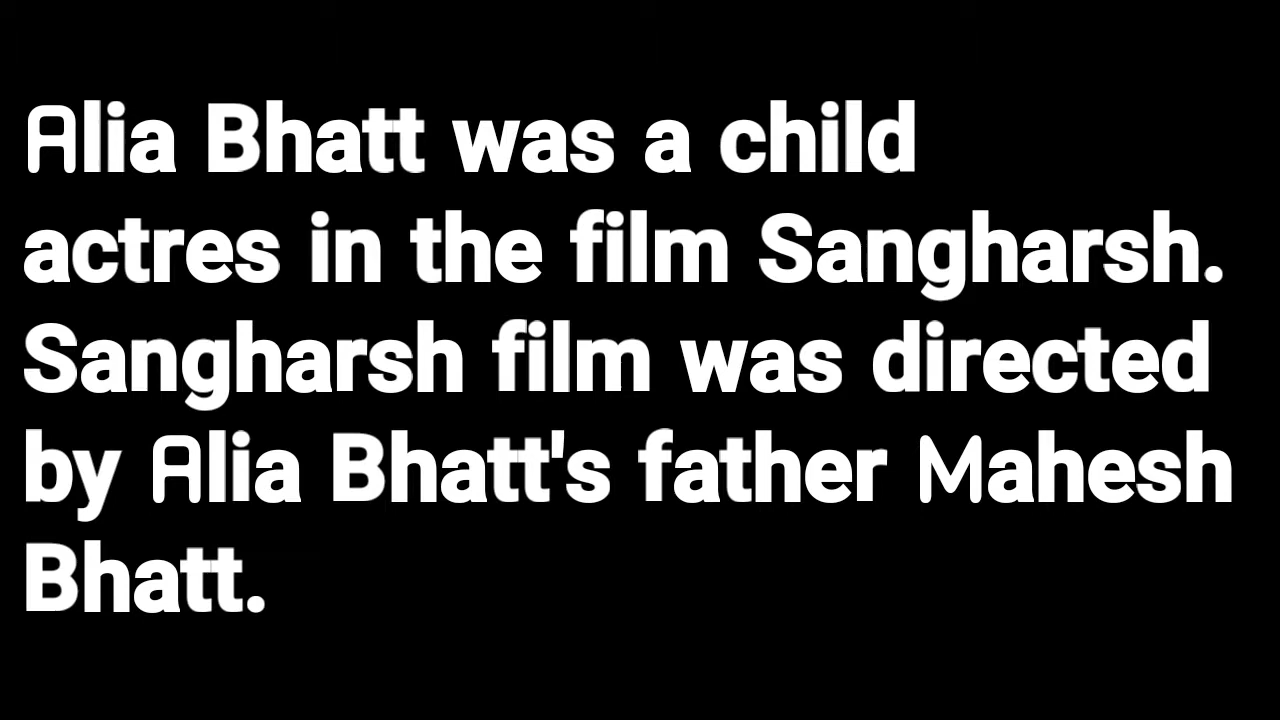 Alia Bhatt was a child
actres in the film Sangharsh.
Sangharsh film was directed
by Alia Bhatt's father Mahesh
Bhatt.